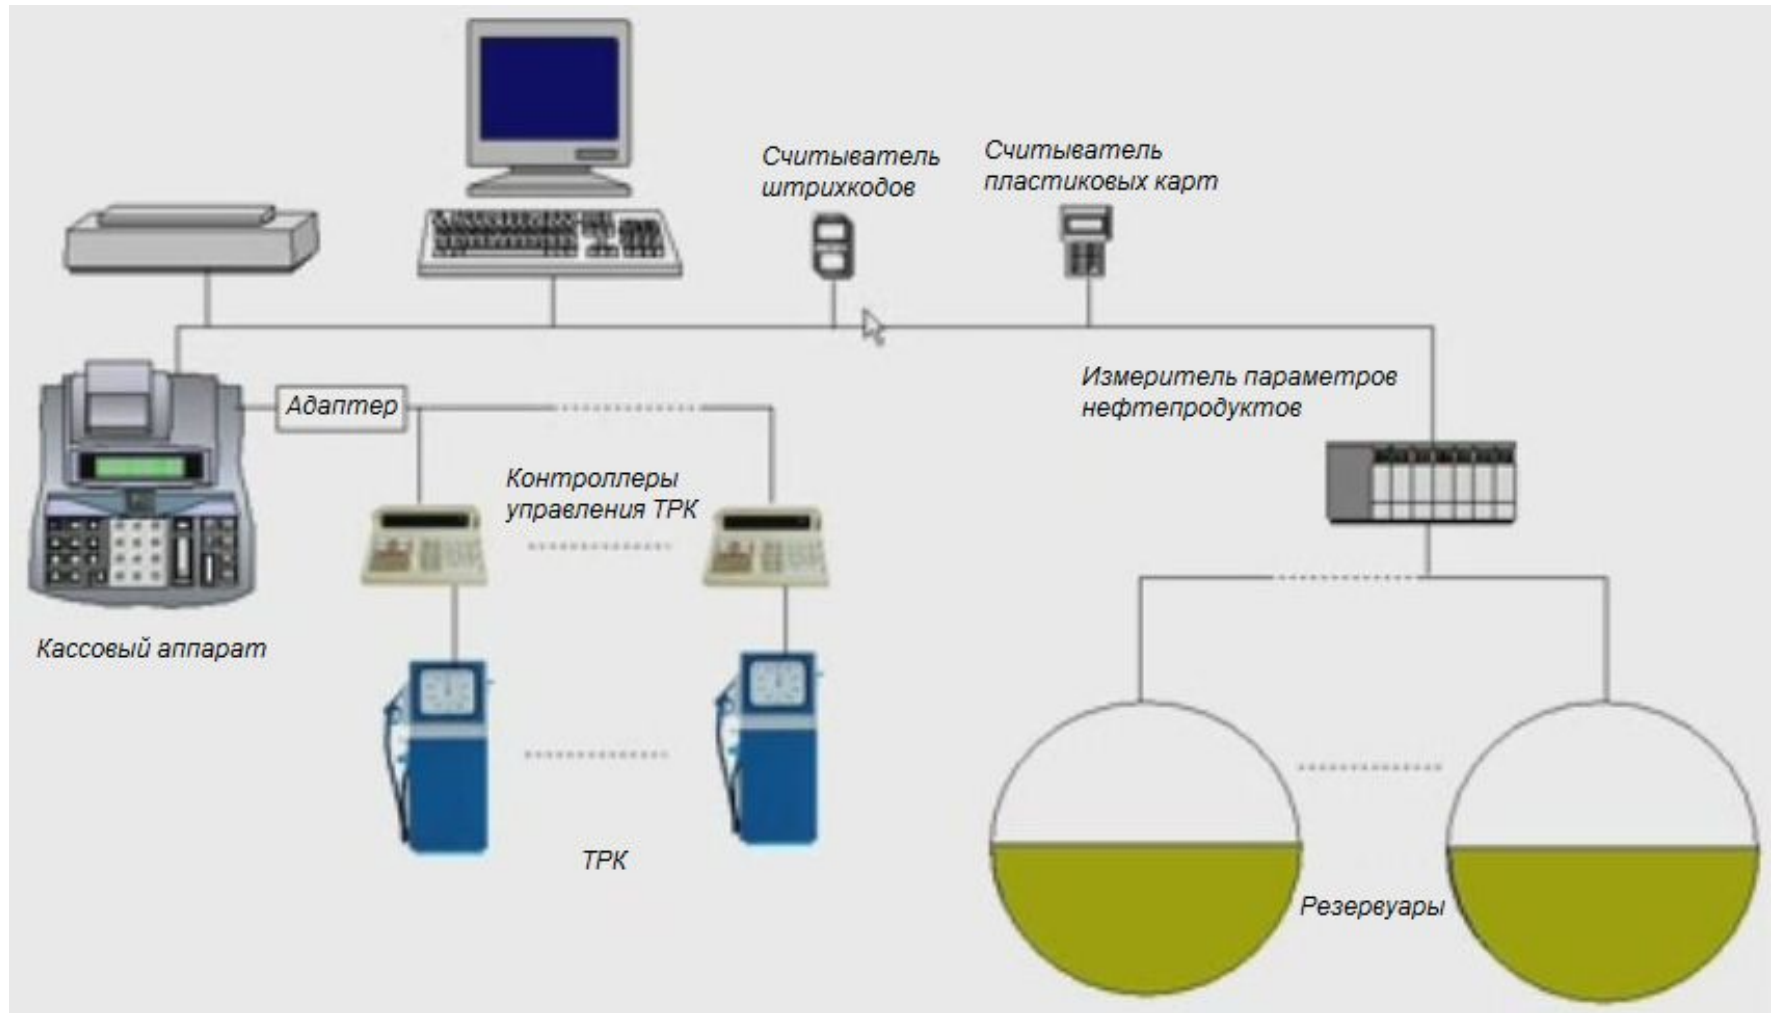 Считыватель
штрихкодов
Считыватель
пластиковых карт
Адаптер
Измеритель параметров
нефтепродуктов
Контроллеры
управления ТРК
Кассовый аппарат
ТРК
Резервуары